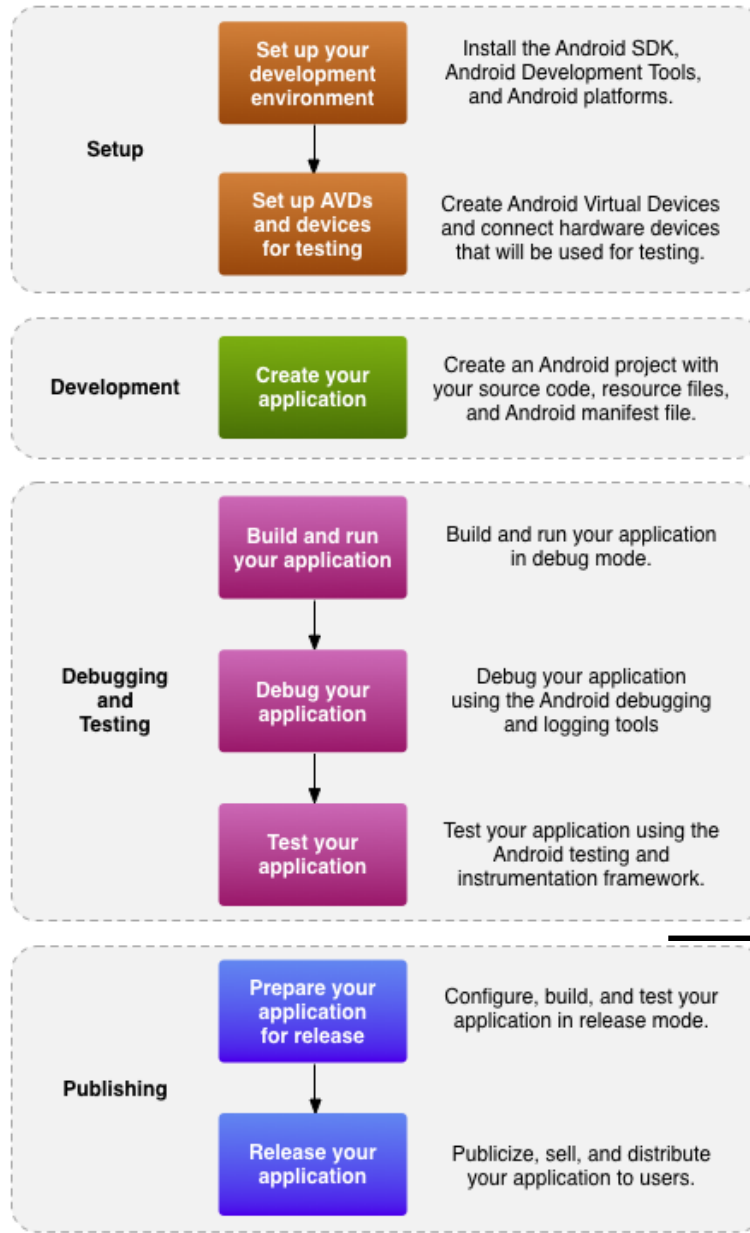 Set up your
development
environment
Install the Android SDK,
Android Development Tools,
and Android platforms.
Setup
Set up AVDs
and devices
for testing
Create Android Virtual Devices
and connect hardware devices
that will be used for testing.
Development
Create your
application
Create an Android project with
your source code, resource files,
and Android manifest file.
Build and run
your application
Build and run your application
in debug mode.
Debugging
and
Testing
Debug your
application
Debug your application
using the Android debugging
and logging tools
Test your
application
Test your application using the
Android testing and
instrumentation framework.
Prepare your
application
for release
Configure, build, and test your
application in release mode.
Publishing
Release your
application
Publicize, sell, and distribute
your application to users.